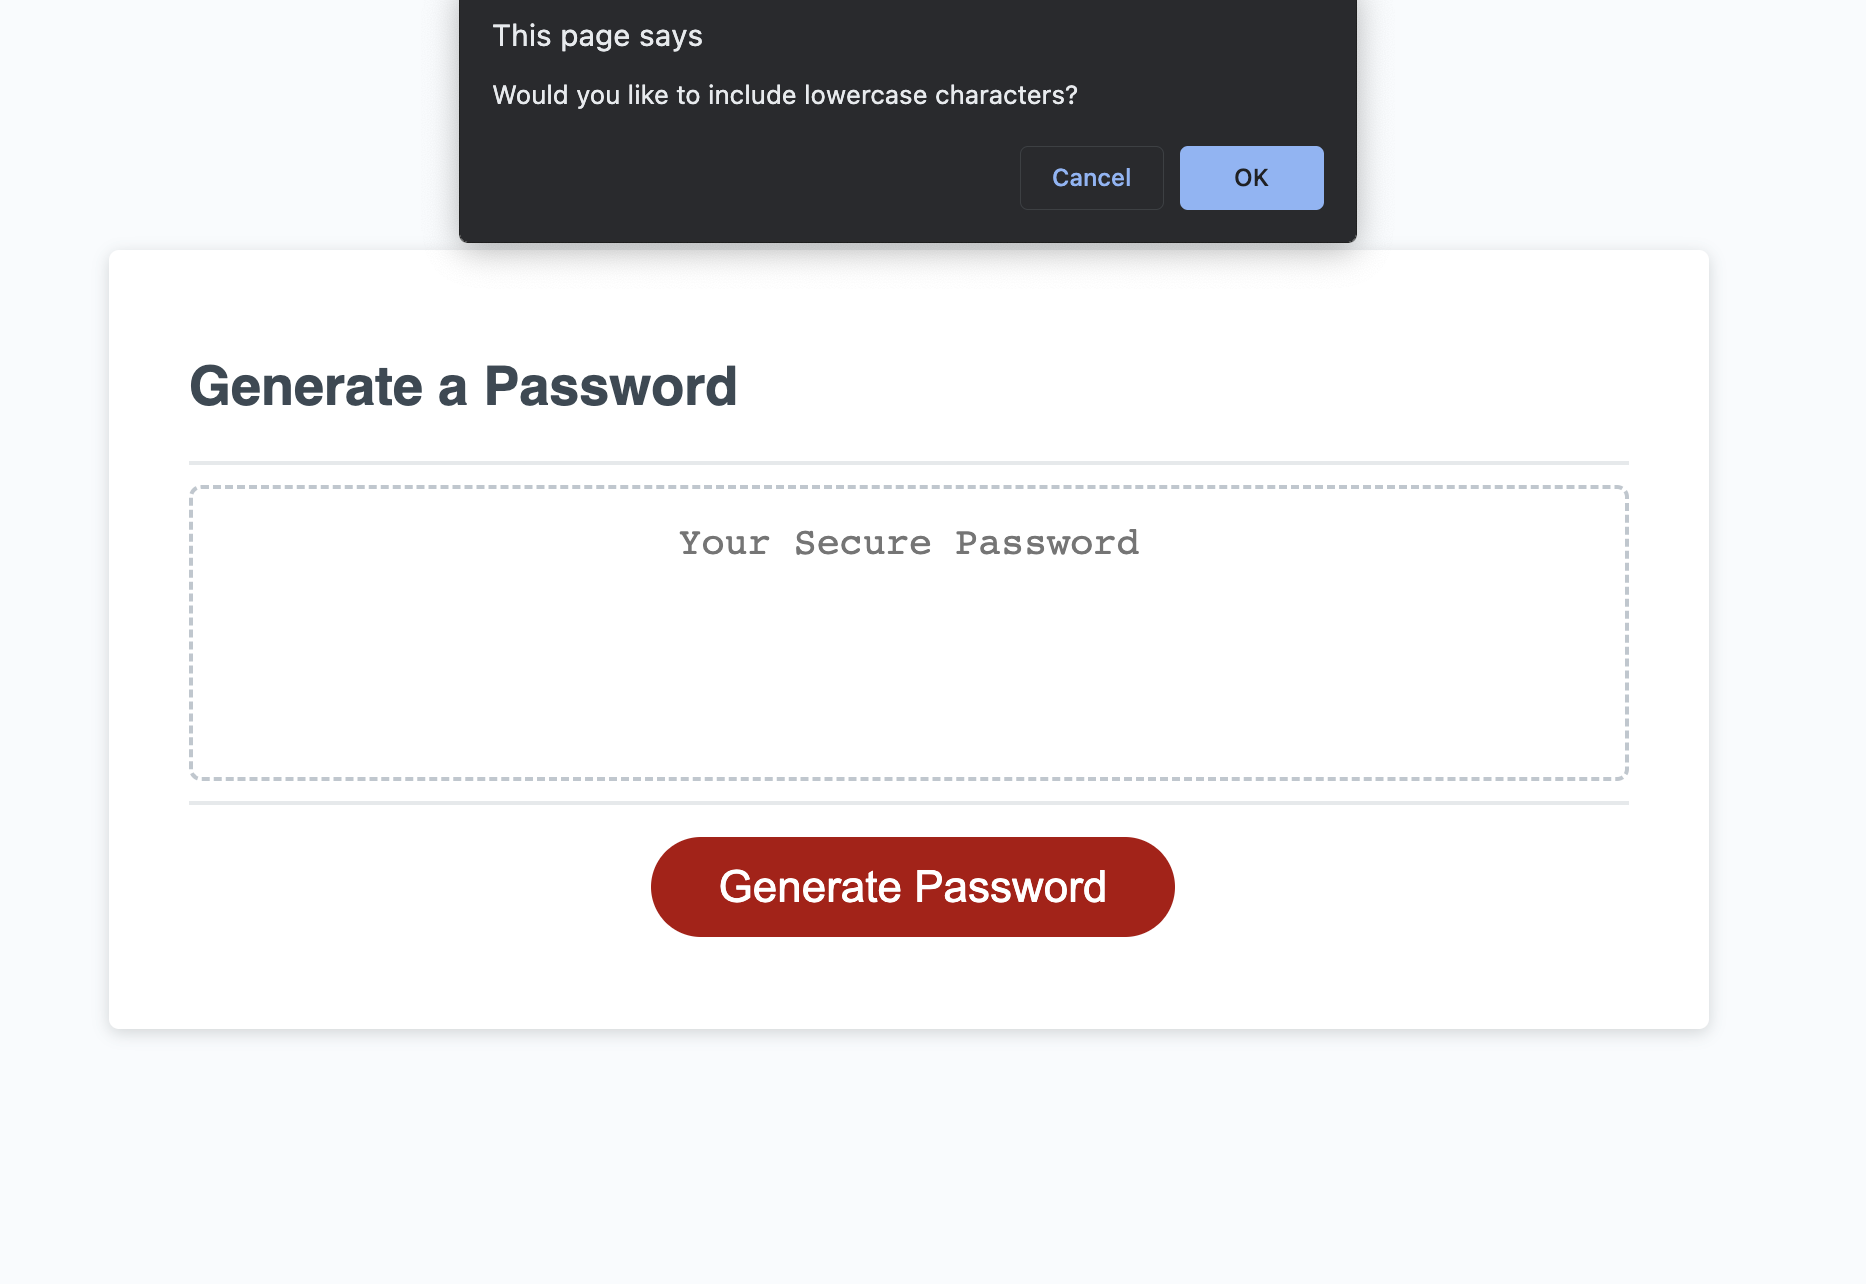 This page says
Would you like to include lowercase characters?
Cancel OK
Generate a Password
Your Secure Password
Generate Password